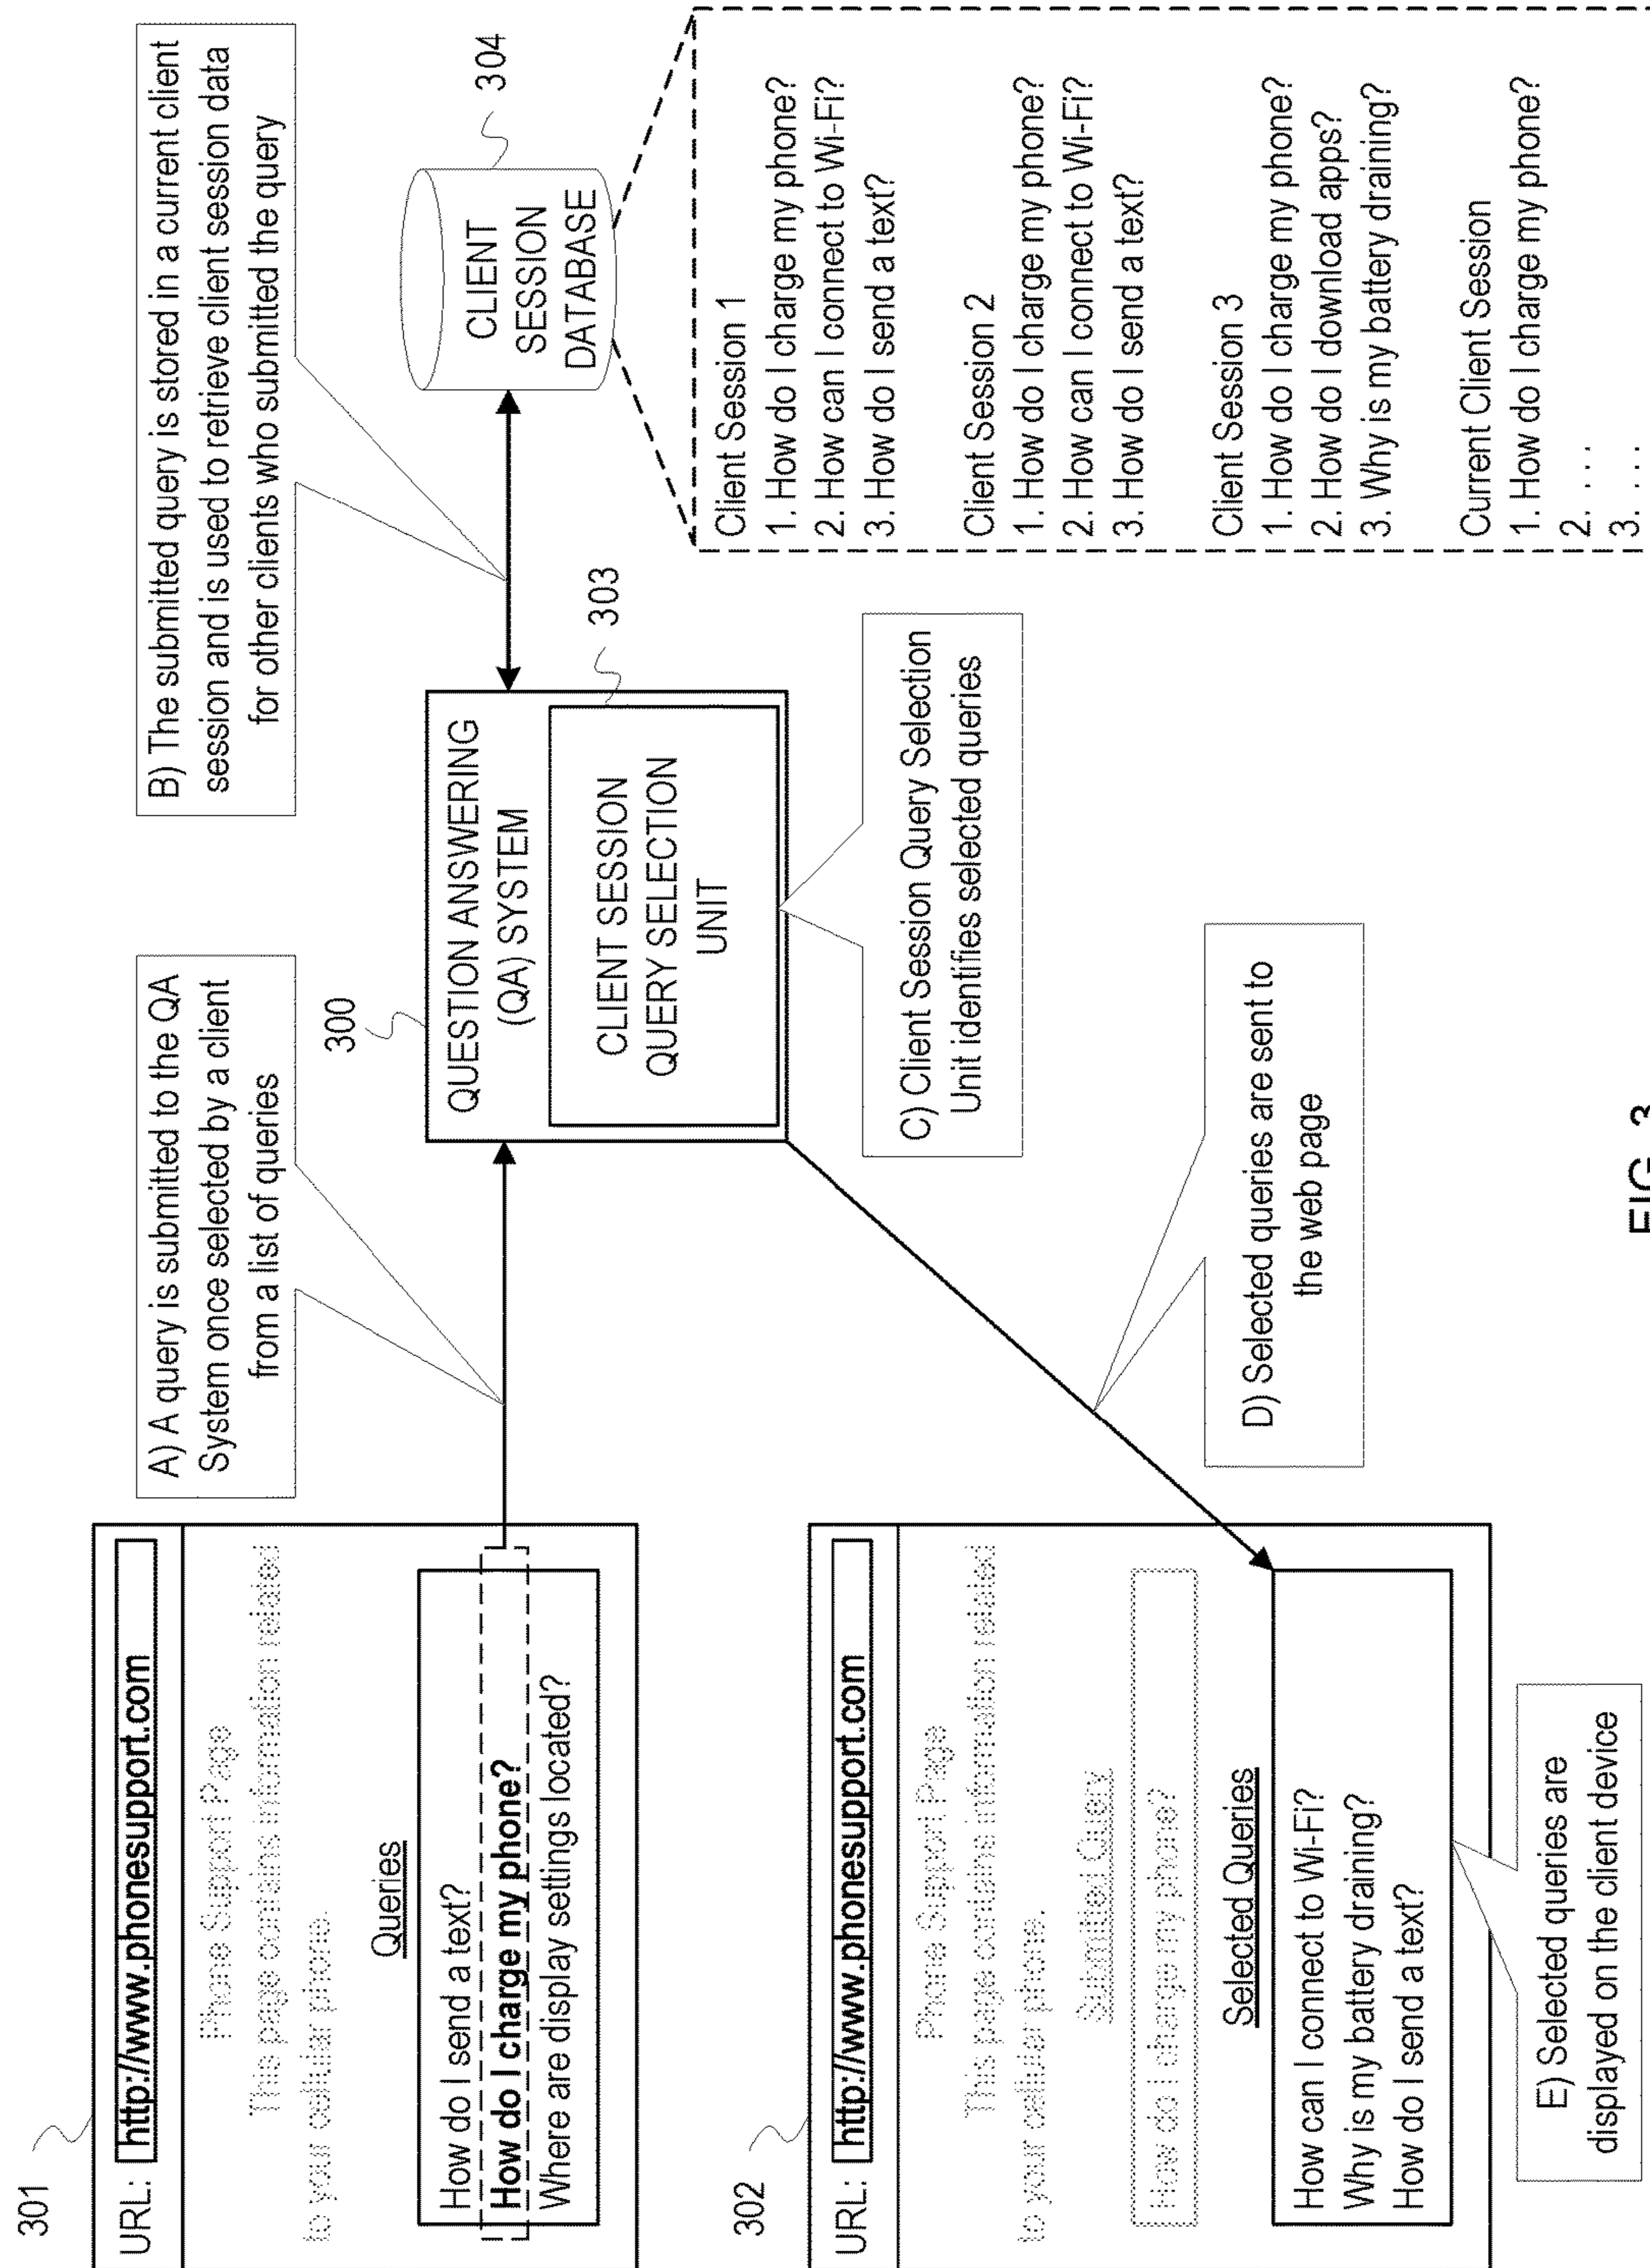 301
URL: http://www.phonesupport.com
Phone Support Page
This page contains information related
to your cellular phone.
Queries
How do I send a text?
How do I charge my phone?
Where are display settings located?
A) A query is submitted to the QA
System once selected by a client
from a list of queries
300
QUESTION ANSWERING
(QA) SYSTEM
CLIENT SESSION
QUERY SELECTION
UNIT
303
B) The submitted query is stored in a current client
session and is used to retrieve client session data
for other clients who submitted the query
CLIENT
SESSION
DATABASE
304
Client Session 1
1. How do I charge my phone?
2. How can I connect to Wi-Fi?
3. How do I send a text?
Client Session 2
1. How do I charge my phone?
2. How can I connect to Wi-Fi?
3. How do I send a text?
Client Session 3
1. How do I charge my phone?
2. How do I download apps?
3. Why is my battery draining?
Current Client Session
1. How do I charge my phone?
2. . . .
3. . . .
C) Client Session Query Selection
Unit identifies selected queries
D) Selected queries are sent to
the web page
302
URL: http://www.phonesupport.com
Phone Support Page
This page contains information related
to your cellular phone.
Submitted Query
How do I charge my phone?
Selected Queries
How can I connect to Wi-Fi?
Why is my battery draining?
How do I send a text?
E) Selected queries are
displayed on the client device
FIG. 3